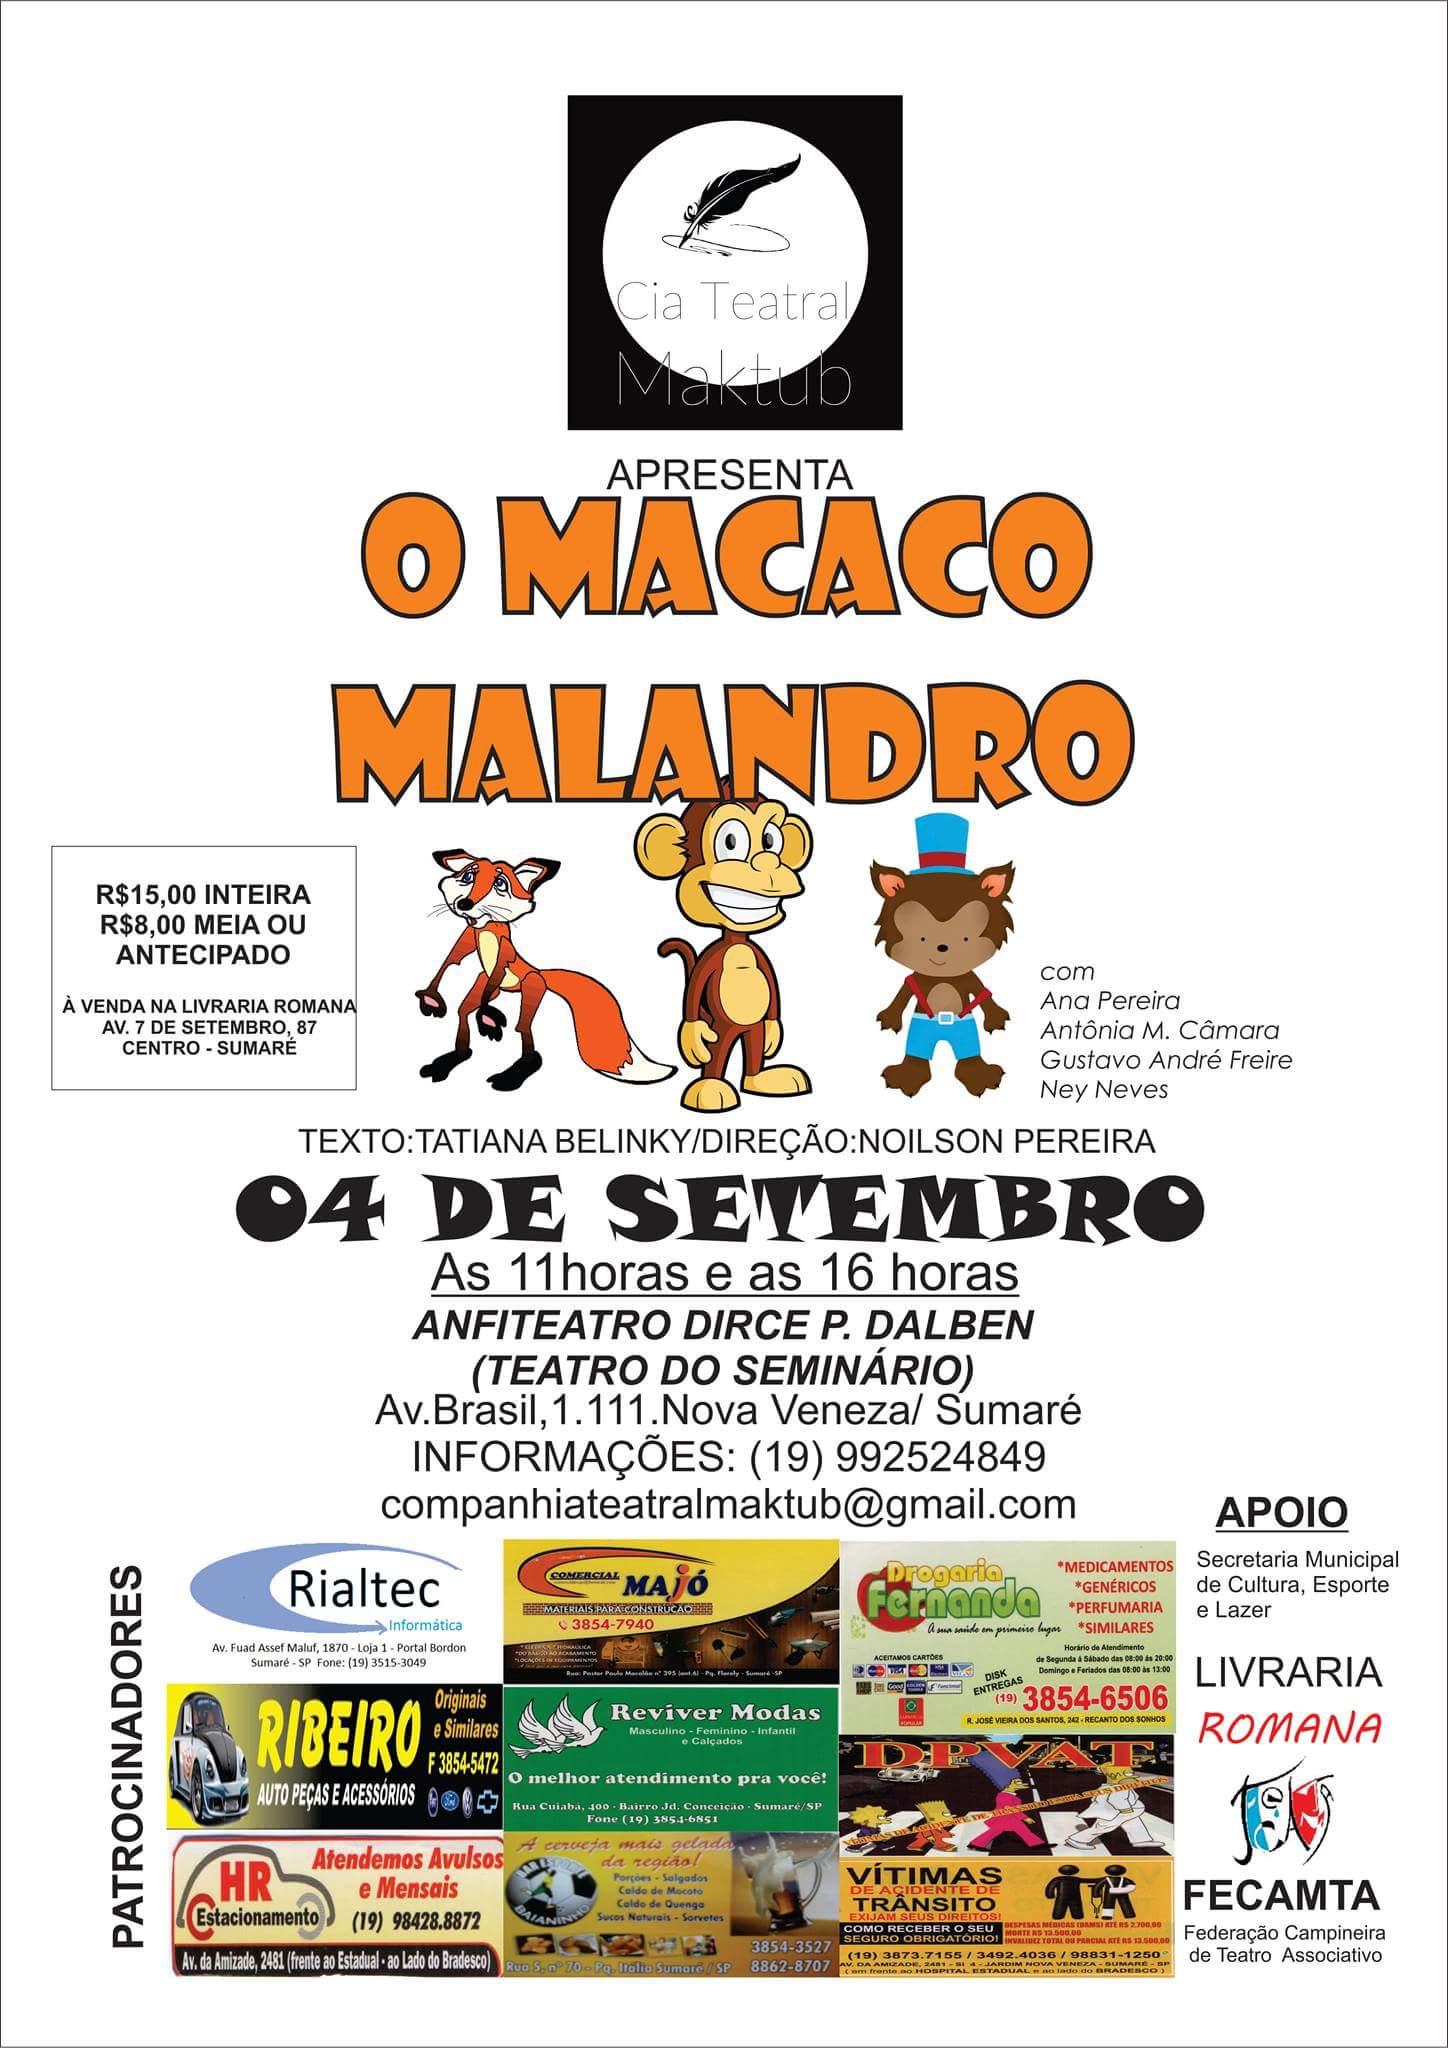 Cia Teatral
Maktub
APRESENTA
O MACACO
MALANDRO
R$15,00 INTEIRA
R$8,00 MEIA OU
ANTECIPADO
À VENDA NA LIVRARIA ROMANA
AV. 7 DE SETEMBRO, 87
CENTRO - SUMARÉ
com
Ana Pereira
Antônia M. Câmara
Gustavo André Freire
Ney Neves
TEXTO:TATIANA BELINKY/DIREÇÃO:NOILSON PEREIRA
04 DE SETEMBRO
As 11horas e as 16 horas
ANFITEATRO DIRCE P. DALBEN
(TEATRO DO SEMINÁRIO)
Av.Brasil,1.111.Nova Veneza/ Sumaré
INFORMAÇÕES: (19) 992524849
companhiateatralmaktub@gmail.com
PATROCINADORES
Rialtec
Informática
Av. Fuad Assef Maluf, 1870 - Loja 1 - Portal Bordon
Sumaré - SP Fone: (19) 3515-3049
COMERCIAL
MAJÓ
MATERIAIS PARA CONSTRUÇÃO
3854-7940
*ELÉTRICA * HIDRÁULICA
*DO BÁSICO AO ACABAMENTO
*LOCAÇÕES DE EQUIPAMENTOS
Rua: Pastor Paulo Macalão nº 395 (ant.6) - Pq. Florely - Sumaré -SP
Drogaria
Fernanda
A sua saúde em primeiro lugar
*MEDICAMENTOS
*GENÉRICOS
*PERFUMARIA
*SIMILARES
Horário de Atendimento
de Segunda à Sábado das 08:00 ás 20:00
Domingo e Feriados das 08:00 ás 13:00
ACEITAMOS CARTÕES
DISK
ENTREGAS
(19) 3854-6506
R. JOSÉ VIEIRA DOS SANTOS, 242 - RECANTO DOS SONHOS
RIBEIRO
AUTO PEÇAS E ACESSÓRIOS
Originais
e Similares
F 3854-5472
Reviver Modas
Masculino - Feminino - Infantil
e Calçados
O melhor atendimento pra você!
Rua Cuiabá, 400 - Bairro Jd. Conceição - Sumaré/SP
Fone (19) 3854-6851
DPVAT
HR
Estacionamento
Atendemos Avulsos
e Mensais
(19) 98428.8872
Av. da Amizade, 2481 (frente ao Estadual - ao Lado do Bradesco)
A cerveja mais gelada
da região!
BAR ESPORTE
BAIANINHO
Porções - Salgados
Caldo de Mocotó
Caldo de Quenga
Sucos Naturais - Sorvetes
3854-3527
8862-8707
Rua 5, nº 70 - Pq. Itália Sumaré / SP
VÍTIMAS
DE ACIDENTE DE
TRÂNSITO
EXIJAM SEUS DIREITOS!
COMO RECEBER O SEU
SEGURO OBRIGATÓRIO!
DESPESAS MÉDICAS (DAMS) ATÉ R$ 2.700,00
MORTE R$ 13.500,00
INVALIDEZ TOTAL OU PARCIAL ATÉ R$ 13.500,00
(19) 3873.7155 / 3492.4036 / 98831-1250
AV. DA AMIZADE, 2481 - Sl 4 - JARDIM NOVA VENEZA - SUMARÉ - SP
( em frente ao HOSPITAL ESTADUAL e ao lado do BRADESCO )
APOIO
Secretaria Municipal
de Cultura, Esporte
e Lazer
LIVRARIA
ROMANA
FECAMTA
Federação Campineira
de Teatro Associativo